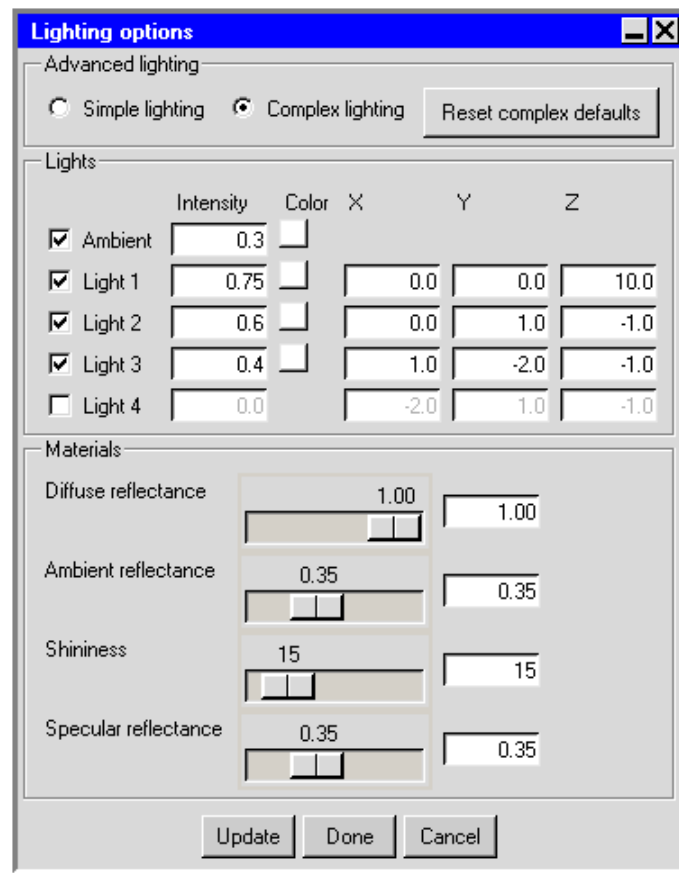 Lighting options
Advanced lighting
Simple lighting Complex lighting Reset complex defaults
Lights
Intensity Color X Y Z
Ambient 0.3
Light 1 0.75 0.0 0.0 10.0
Light 2 0.6 0.0 1.0 -1.0
Light 3 0.4 1.0 -2.0 -1.0
Light 4 0.0 -2.0 1.0 -1.0
Materials
Diffuse reflectance 1.00 1.00
Ambient reflectance 0.35 0.35
Shininess 15 15
Specular reflectance 0.35 0.35
Update Done Cancel